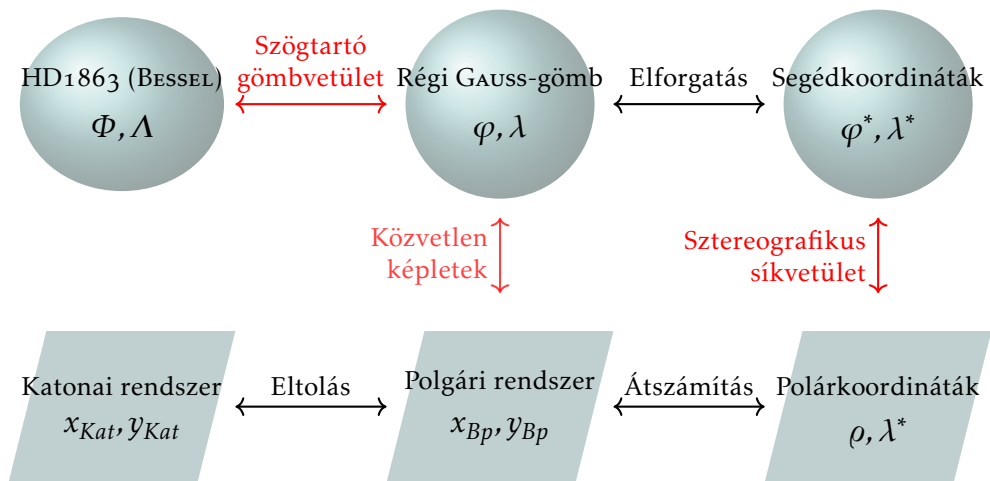 Szögtartó
gömbvetület
HD1863 (BESSEL)
Φ, Λ
Régi GAUSS-gömb
φ, λ
Elforgatás
Segédkoordináták
φ*, λ*
Közvetlen
képletek
Sztereografikus
síkvetület
Katonai rendszer
x_Kat, y_Kat
Eltolás
Polgári rendszer
x_Bp, y_Bp
Átszámítás
Polárkoordináták
ρ, λ*